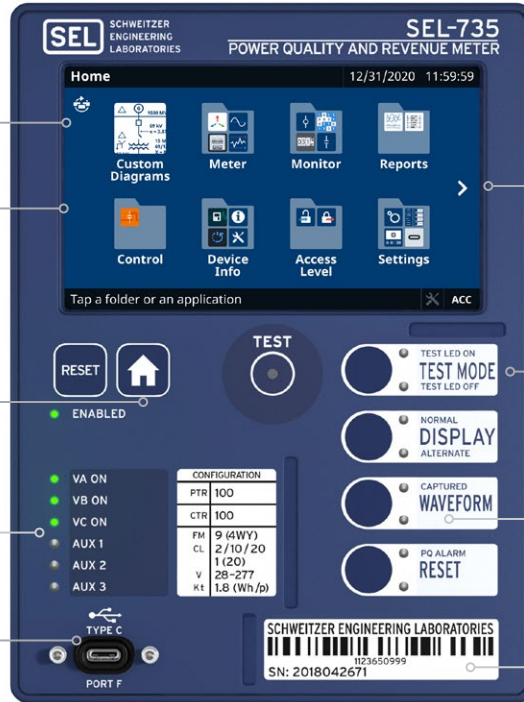 SEL
SCHWEITZER
ENGINEERING
LABORATORIES
SEL-735
POWER QUALITY AND REVENUE METER
Home 12/31/2020 11:59:59
Custom
Diagrams
Meter
Monitor
Reports
Control
Device
Info
Access
Level
Settings
Tap a folder or an application ACC
RESET
TEST
TEST LED ON
TEST MODE
TEST LED OFF
ENABLED
NORMAL
DISPLAY
ALTERNATE
VA ON
VB ON
VC ON
AUX 1
AUX 2
AUX 3
CONFIGURATION
PTR 100
CTR 100
FM 9 (4WY)
CL 2/10/20
1 (20)
V 28-277
Kt 1.8 (Wh/p)
CAPTURED
WAVEFORM
PQ ALARM
RESET
TYPE C
PORT F
SCHWEITZER ENGINEERING LABORATORIES
1123650999
SN: 2018042671